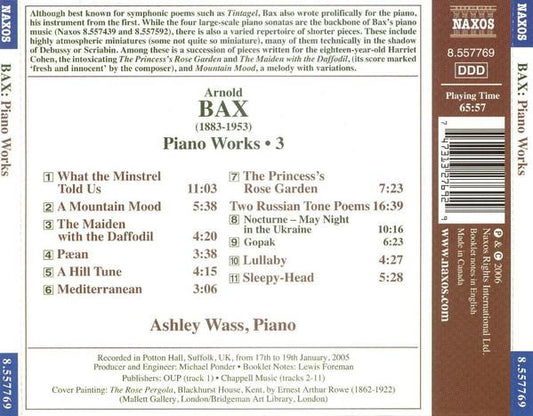 NAXOS
BAX: Piano Works
8.557769
Although best known for symphonic poems such as Tintagel, Bax also wrote prolifically for the piano,
his instrument from the first. While the four large-scale piano sonatas are the backbone of Bax's piano
music (Naxos 8.557439 and 8.557592), there is also a varied repertoire of shorter pieces. These
include highly atmospheric miniatures (some not quite so miniature), many of them technically in the shadow
of Debussy or Scriabin. Among these is a succession of pieces written for the eighteen-year-old Harriet
Cohen, the intoxicating The Princess's Rose Garden and The Maiden with the Daffodil, (its score marked
'fresh and innocent' by the composer), and Mountain Mood, a melody with variations.
Arnold
BAX
(1883-1953)
Piano Works • 3
1 What the Minstrel
Told Us 11:03
2 A Mountain Mood 5:38
3 The Maiden
with the Daffodil 4:20
4 Pæan 3:38
5 A Hill Tune 4:15
6 Mediterranean 3:06
7 The Princess's
Rose Garden 7:23
Two Russian Tone Poems 16:39
8 Nocturne – May Night
in the Ukraine 10:16
9 Gopak 6:23
10 Lullaby 4:27
11 Sleepy-Head 5:28
Ashley Wass, Piano
Recorded in Potton Hall, Suffolk, UK, from 17th to 19th January, 2005
Producer and Engineer: Michael Ponder • Booklet Notes: Lewis Foreman
Publishers: OUP (track 1) • Chappell Music (tracks 2-11)
Cover Painting: The Rose Pergola, Blackhurst House, Kent, by Ernest Arthur Rowe (1862-1922)
(Mallett Gallery, London/Bridgeman Art Library, London)
NAXOS
8.557769
DDD
Playing Time
65:57
7 47313 27692 9
www.naxos.com
℗ & © 2006
Naxos Rights International Ltd.
Booklet notes in English
Made in Canada
NAXOS
BAX: Piano Works
8.557769